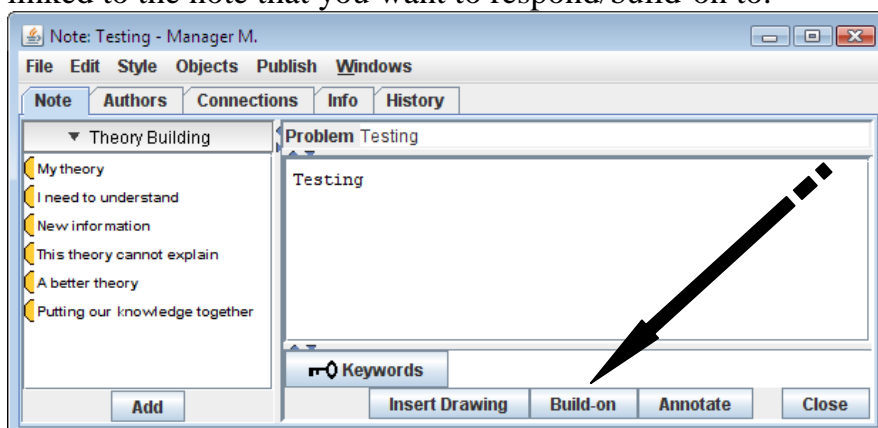 linked to the note that you want to respond/build-on to.
Note: Testing - Manager M.
File Edit Style Objects Publish Windows
Note Authors Connections Info History
Theory Building
Problem Testing
My theory
I need to understand
New information
This theory cannot explain
A better theory
Putting our knowledge together
Testing
Keywords
Add
Insert Drawing Build-on Annotate Close